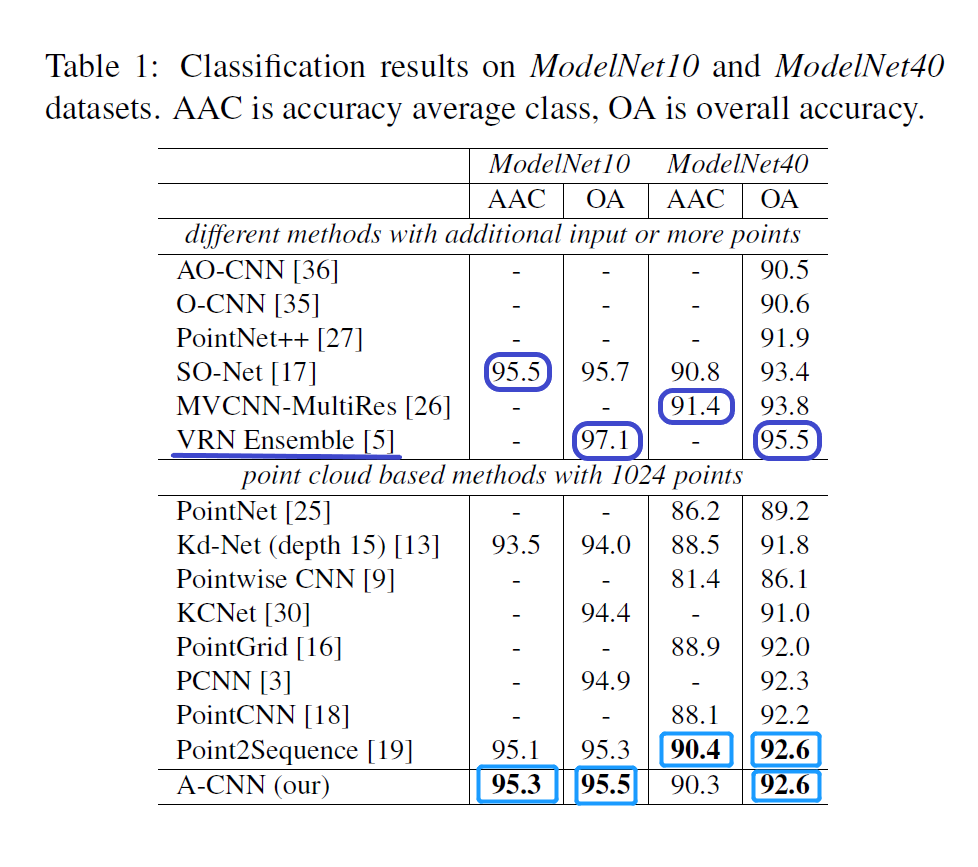 Table 1: Classification results on ModelNet10 and ModelNet40
datasets. AAC is accuracy average class, OA is overall accuracy.
ModelNet10 ModelNet40
AAC OA AAC OA
different methods with additional input or more points
AO-CNN [36] - - - 90.5
O-CNN [35] - - - 90.6
PointNet++ [27] - - - 91.9
SO-Net [17] 95.5 95.7 90.8 93.4
MVCNN-MultiRes [26] - - 91.4 93.8
VRN Ensemble [5] - 97.1 - 95.5
point cloud based methods with 1024 points
PointNet [25] - - 86.2 89.2
Kd-Net (depth 15) [13] 93.5 94.0 88.5 91.8
Pointwise CNN [9] - - 81.4 86.1
KCNet [30] - 94.4 - 91.0
PointGrid [16] - - 88.9 92.0
PCNN [3] - 94.9 - 92.3
PointCNN [18] - - 88.1 92.2
Point2Sequence [19] 95.1 95.3 90.4 92.6
A-CNN (our) 95.3 95.5 90.3 92.6